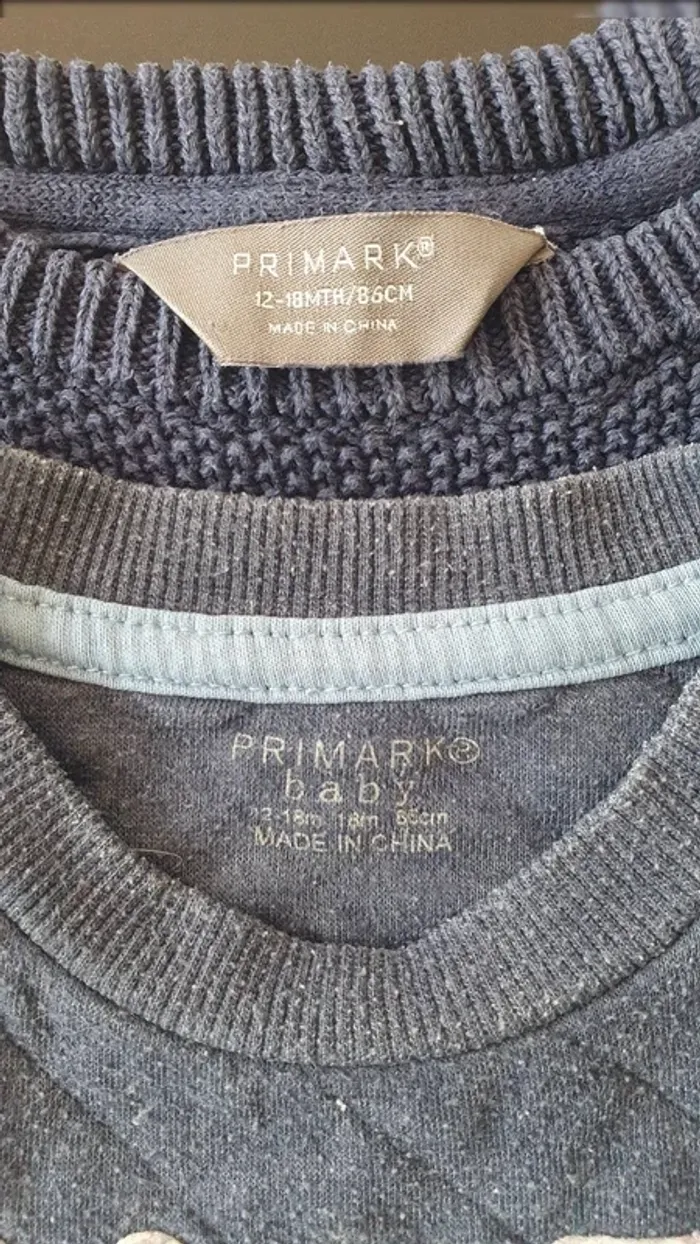 PRIMARK®
12-18MTH/86CM
MADE IN CHINA
PRIMARK®
baby
12-18m 18m 86cm
MADE IN CHINA